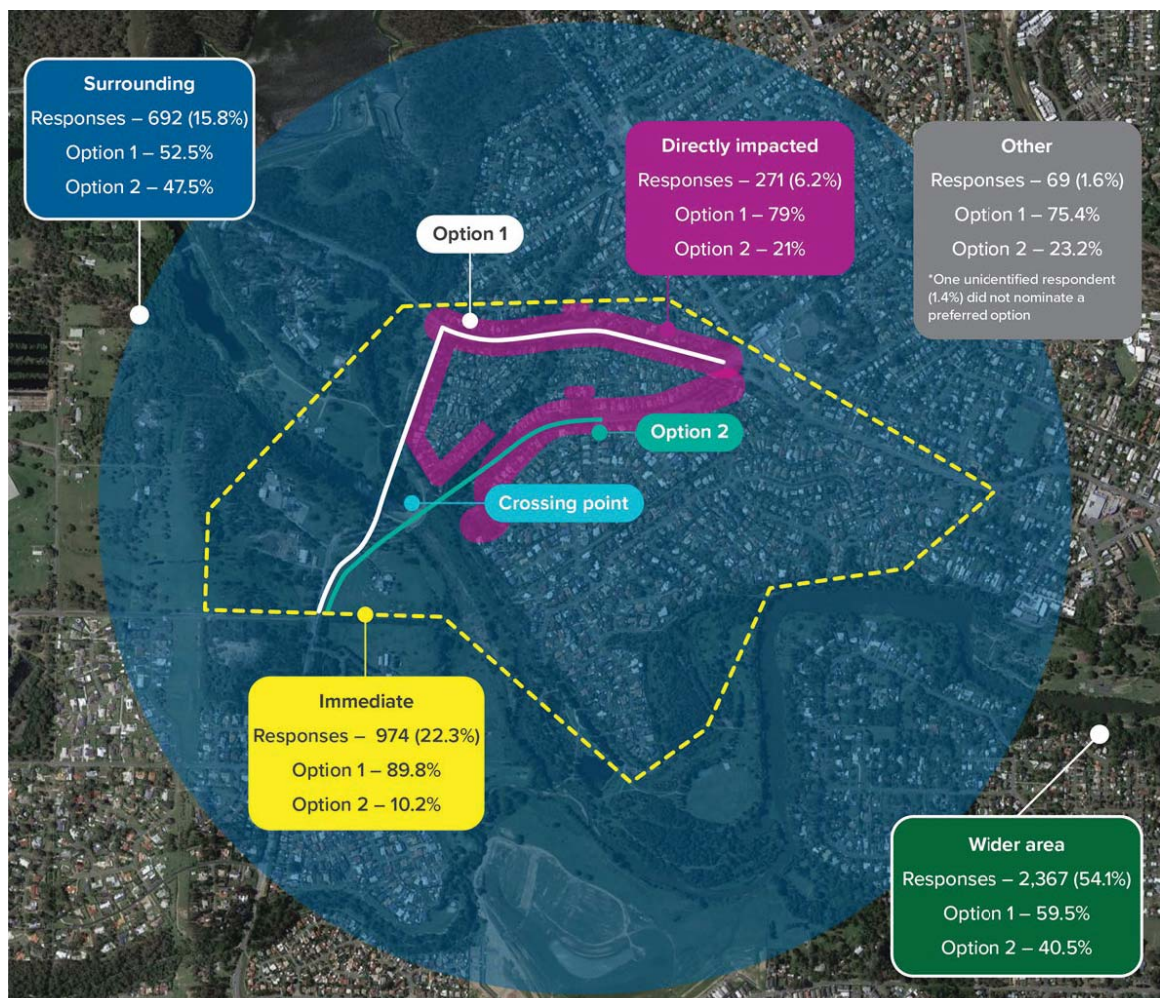 Surrounding
Responses – 692 (15.8%)
Option 1 – 52.5%
Option 2 – 47.5%
Directly impacted
Responses – 271 (6.2%)
Option 1 – 79%
Option 2 – 21%
Other
Responses – 69 (1.6%)
Option 1 – 75.4%
Option 2 – 23.2%
*One unidentified respondent
(1.4%) did not nominate a
preferred option
Option 1
Option 2
Crossing point
Immediate
Responses – 974 (22.3%)
Option 1 – 89.8%
Option 2 – 10.2%
Wider area
Responses – 2,367 (54.1%)
Option 1 – 59.5%
Option 2 – 40.5%